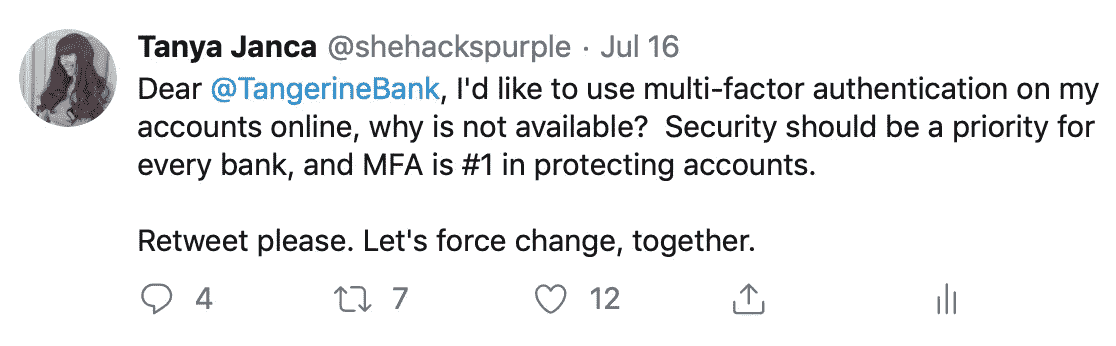 Tanya Janca @shehackspurple · Jul 16
Dear @TangerineBank, I'd like to use multi-factor authentication on my
accounts online, why is not available?  Security should be a priority for
every bank, and MFA is #1 in protecting accounts.
Retweet please. Let's force change, together.
4 7 12